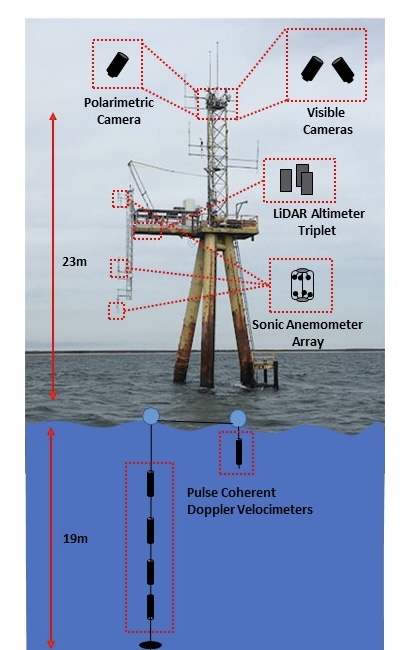 Polarimetric
Camera
Visible
Cameras
LiDAR Altimeter
Triplet
23m
Sonic Anemometer
Array
Pulse Coherent
Doppler Velocimeters
19m